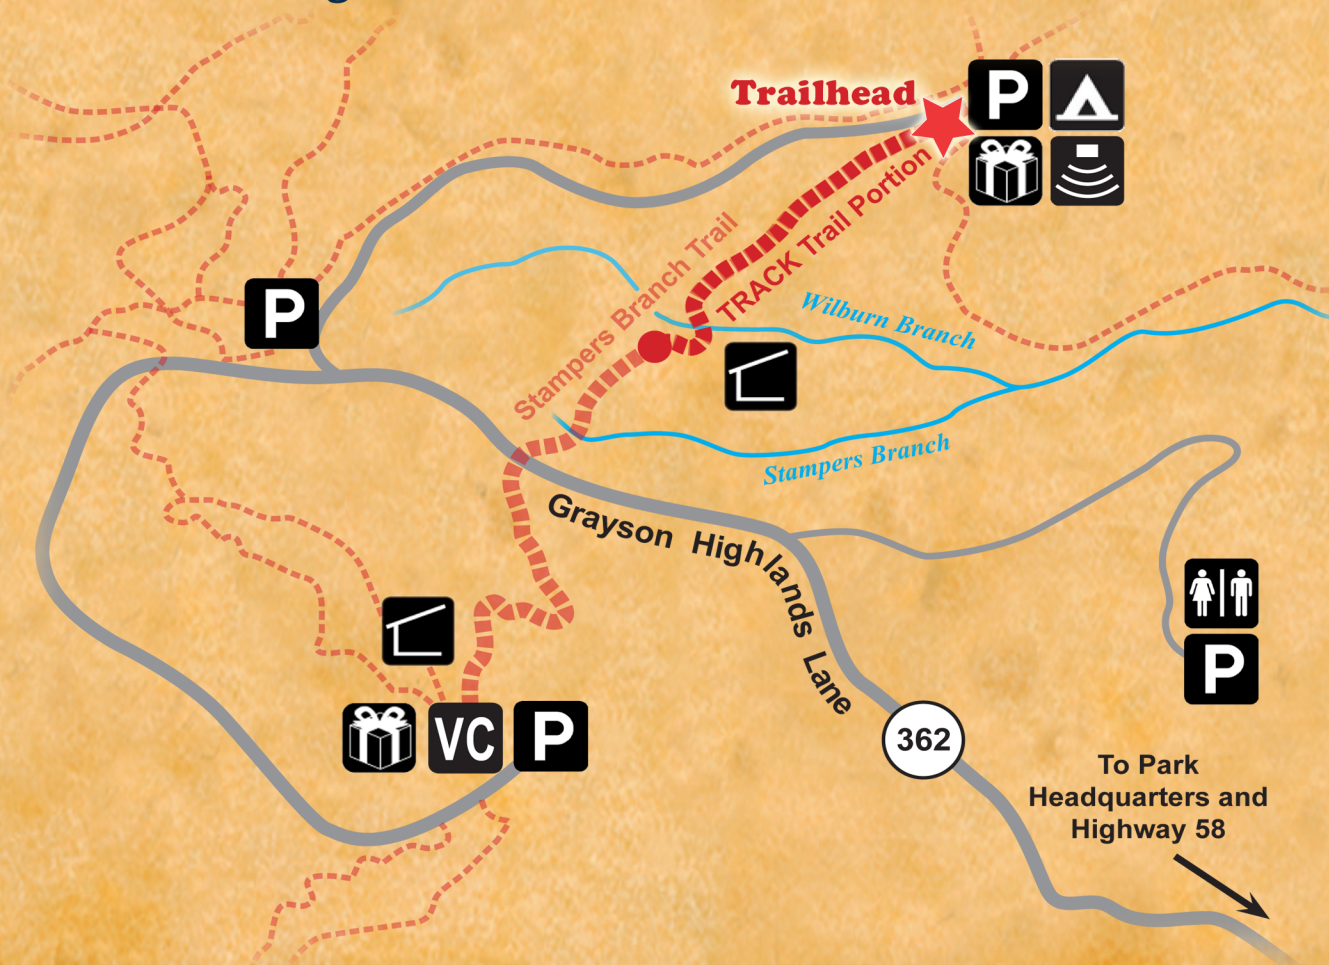 Trailhead
P
TRACK Trail Portion
Stampers Branch Trail
P
Wilburn Branch
Stampers Branch
Grayson Highlands Lane
P
VC
P
362
To Park
Headquarters and
Highway 58